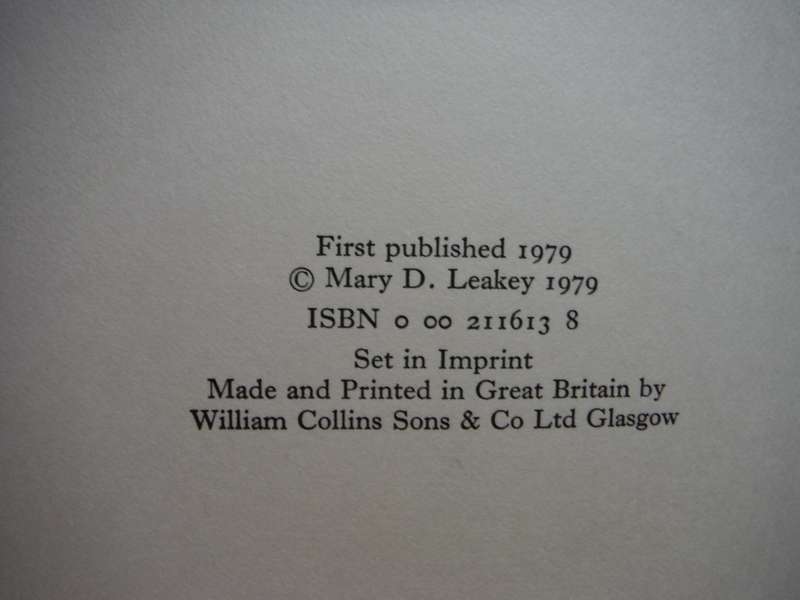 First published 1979
© Mary D. Leakey 1979
ISBN 0 00 211613 8
Set in Imprint
Made and Printed in Great Britain by
William Collins Sons & Co Ltd Glasgow